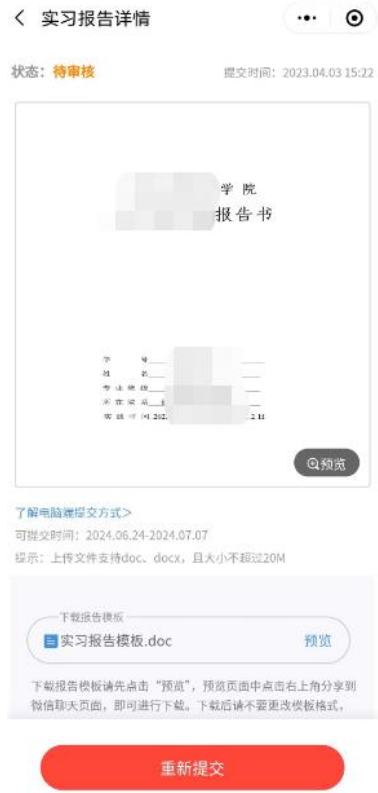 实习报告详情
状态：待审核
提交时间：2023.04.03 15:22
学 院
报 告 书
预览
了解电脑端提交方式>
可提交时间：2024.06.24-2024.07.07
提示：上传文件支持doc、docx，且大小不超过20M
下载报告模板
实习报告模板.doc
预览
下载报告模板请先点击“预览”，预览页面中点击右上角分享到
微信聊天页面，即可进行下载。下载后请不要更改模板格式，
重新提交